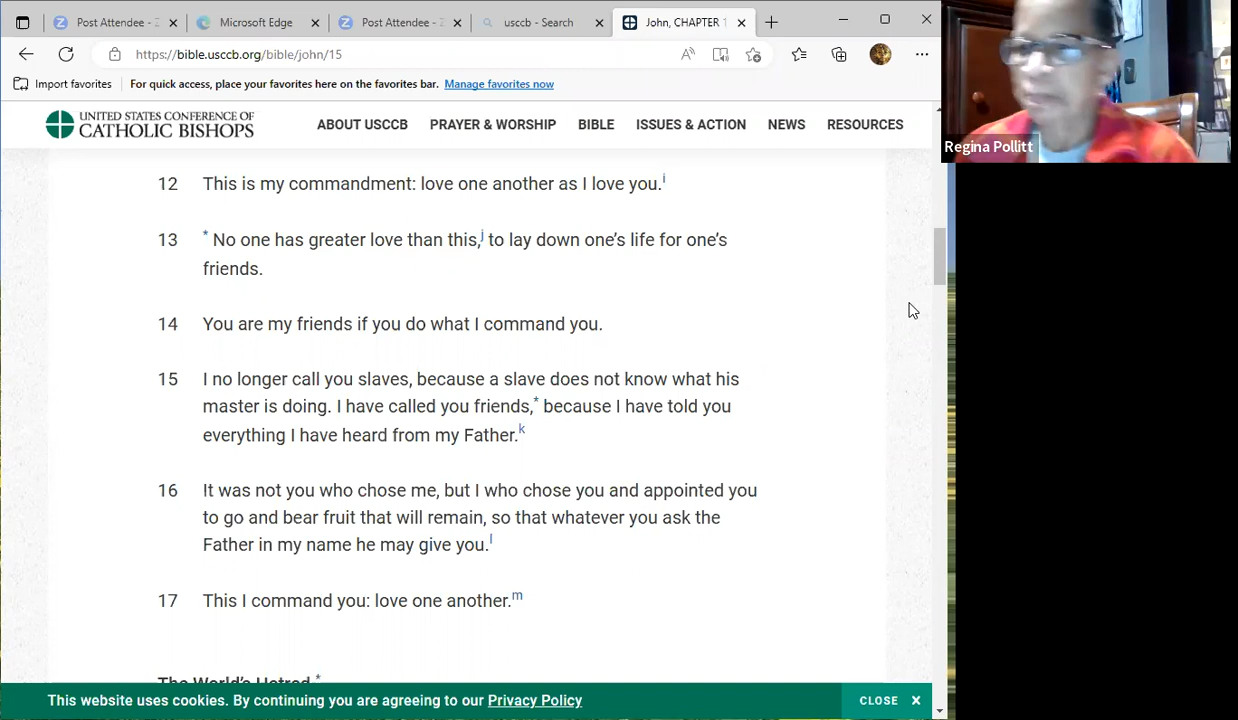 Post Attendee - Z
Microsoft Edge
Post Attendee - Z
usccb - Search
John, CHAPTER 1
https://bible.usccb.org/bible/john/15
Import favorites
For quick access, place your favorites here on the favorites bar. Manage favorites now
UNITED STATES CONFERENCE OF
CATHOLIC BISHOPS
ABOUT USCCB
PRAYER & WORSHIP
BIBLE
ISSUES & ACTION
NEWS
RESOURCES
Regina Pollitt
12 This is my commandment: love one another as I love you.i
13 * No one has greater love than this,j to lay down one’s life for one’s
friends.
14 You are my friends if you do what I command you.
15 I no longer call you slaves, because a slave does not know what his
master is doing. I have called you friends,* because I have told you
everything I have heard from my Father.k
16 It was not you who chose me, but I who chose you and appointed you
to go and bear fruit that will remain, so that whatever you ask the
Father in my name he may give you.l
17 This I command you: love one another.m
The World’s Hatred.*
This website uses cookies. By continuing you are agreeing to our Privacy Policy
CLOSE ×